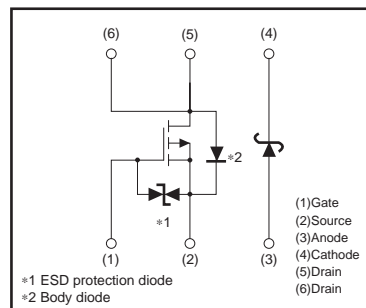 (6) (5) (4)
∗2
∗1
(1) (2) (3)
(1)Gate
(2)Source
(3)Anode
(4)Cathode
(5)Drain
(6)Drain
∗1 ESD protection diode
∗2 Body diode